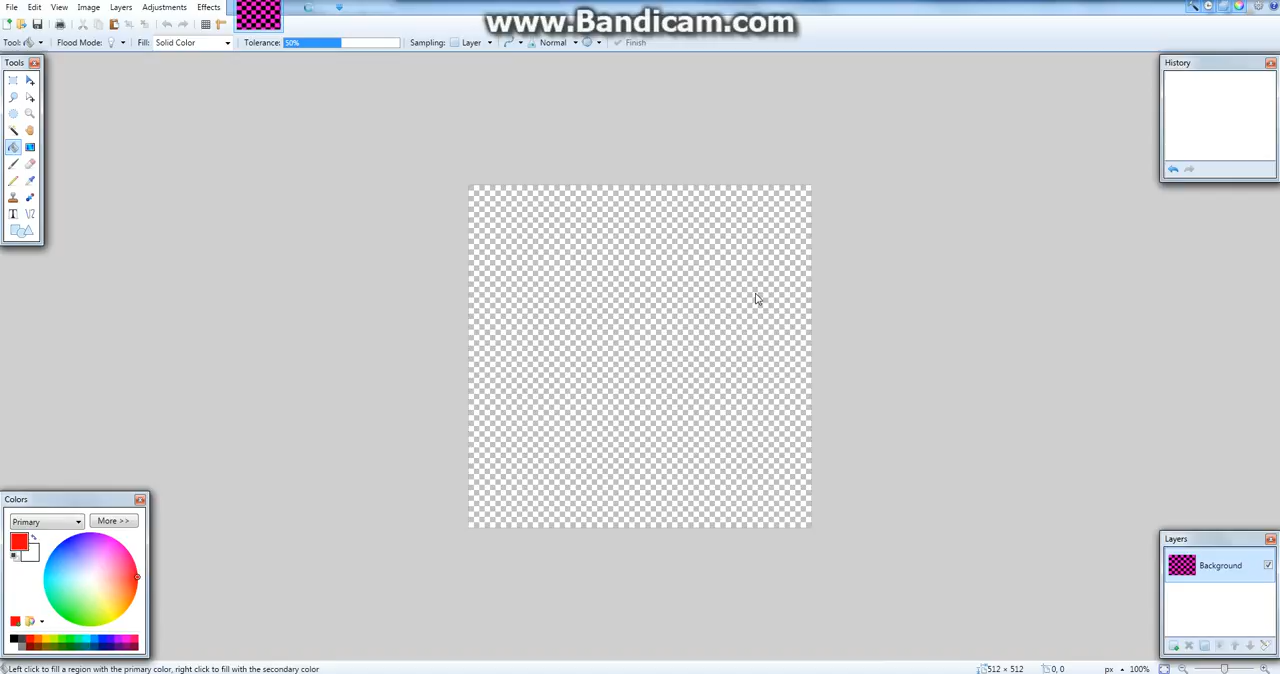 File Edit View Image Layers Adjustments Effects
www.Bandicam.com
Tool: Flood Mode: Fill: Solid Color Tolerance: 50% Sampling: Layer Normal Finish
Tools
History
Colors
Primary More >>
Layers
Background
Left click to fill a region with the primary color, right click to fill with the secondary color
512 × 512 0, 0 px 100%